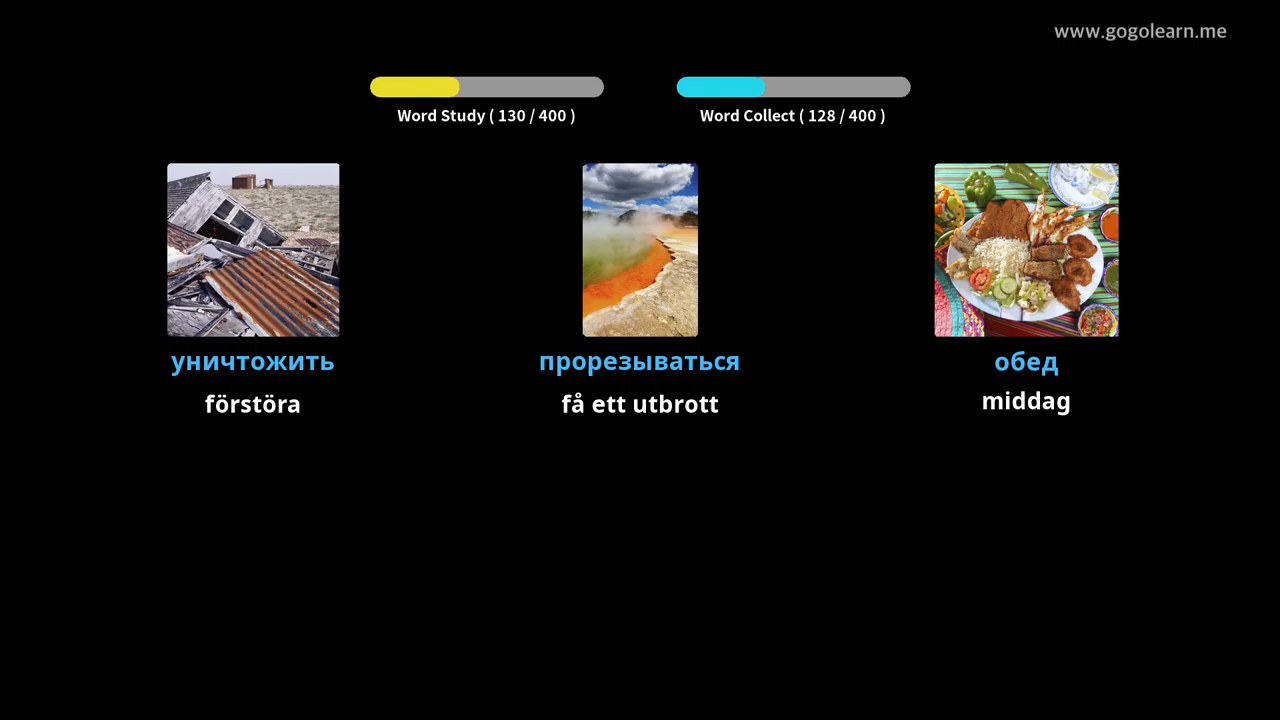 www.gogolearn.me
Word Study ( 130 / 400 )
Word Collect ( 128 / 400 )
уничтожить
прорезываться
обед
förstöra
få ett utbrott
middag